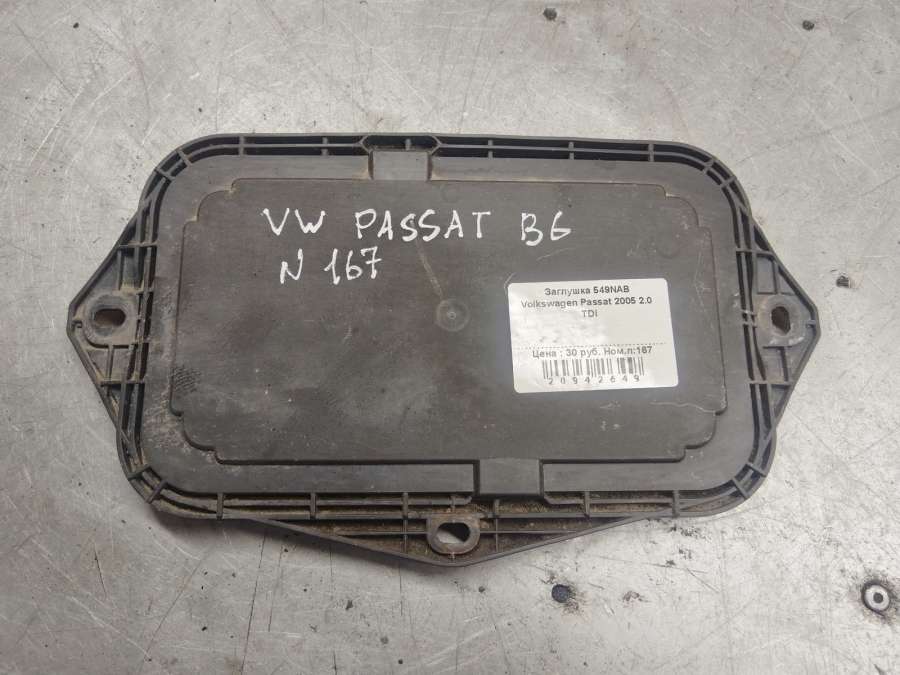 VW PASSAT B6
N 167
Заглушка 549NAB
Volkswagen Passat 2005 2.0
TDI
Цена : 30 руб. Ном.п:167
20942649